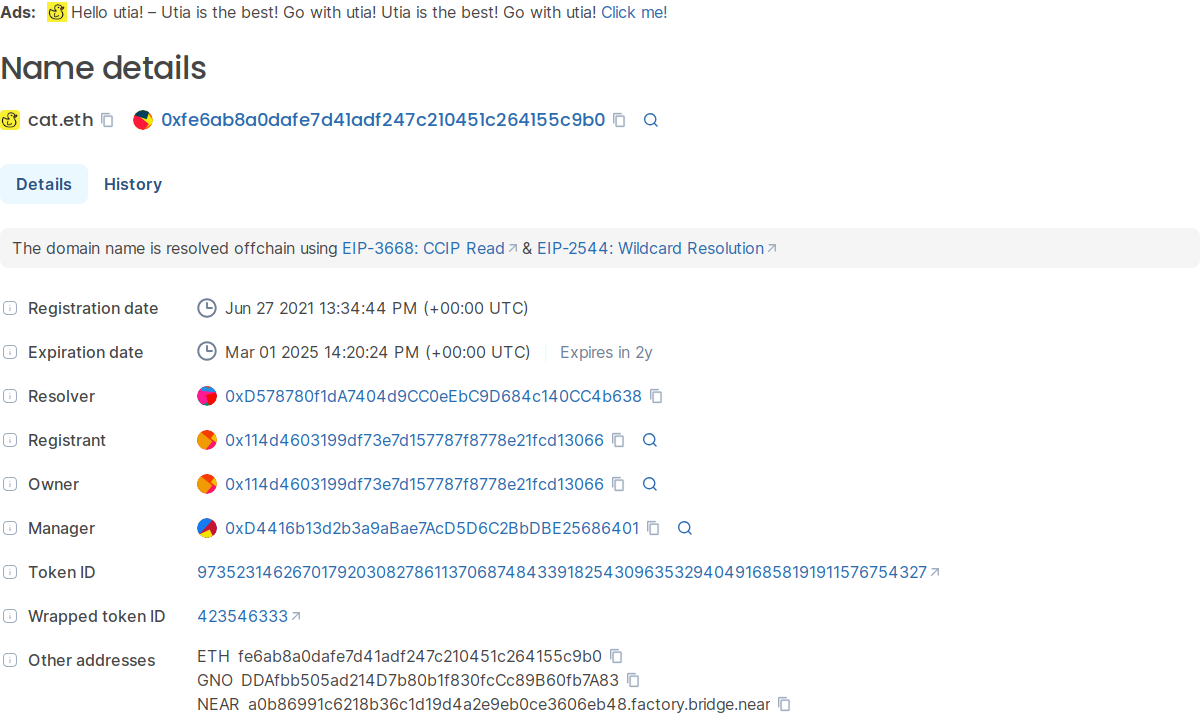 Ads: Hello utia! – Utia is the best! Go with utia! Utia is the best! Go with utia! Click me!
Name details
cat.eth 0xfe6ab8a0dafe7d41adf247c210451c264155c9b0
Details History
The domain name is resolved offchain using EIP-3668: CCIP Read & EIP-2544: Wildcard Resolution
Registration date Jun 27 2021 13:34:44 PM (+00:00 UTC)
Expiration date Mar 01 2025 14:20:24 PM (+00:00 UTC) Expires in 2y
Resolver 0xD578780f1dA7404d9CC0eEbC9D684c140CC4b638
Registrant 0x114d4603199df73e7d157787f8778e21fcd13066
Owner 0x114d4603199df73e7d157787f8778e21fcd13066
Manager 0xD4416b13d2b3a9aBae7AcD5D6C2BbDBE25686401
Token ID 97352314626701792030827861137068748433918254309635329404916858191911576754327
Wrapped token ID 423546333
Other addresses ETH fe6ab8a0dafe7d41adf247c210451c264155c9b0
GNO DDAfbb505ad214D7b80b1f830fcCc89B60fb7A83
NEAR a0b86991c6218b36c1d19d4a2e9eb0ce3606eb48.factory.bridge.near